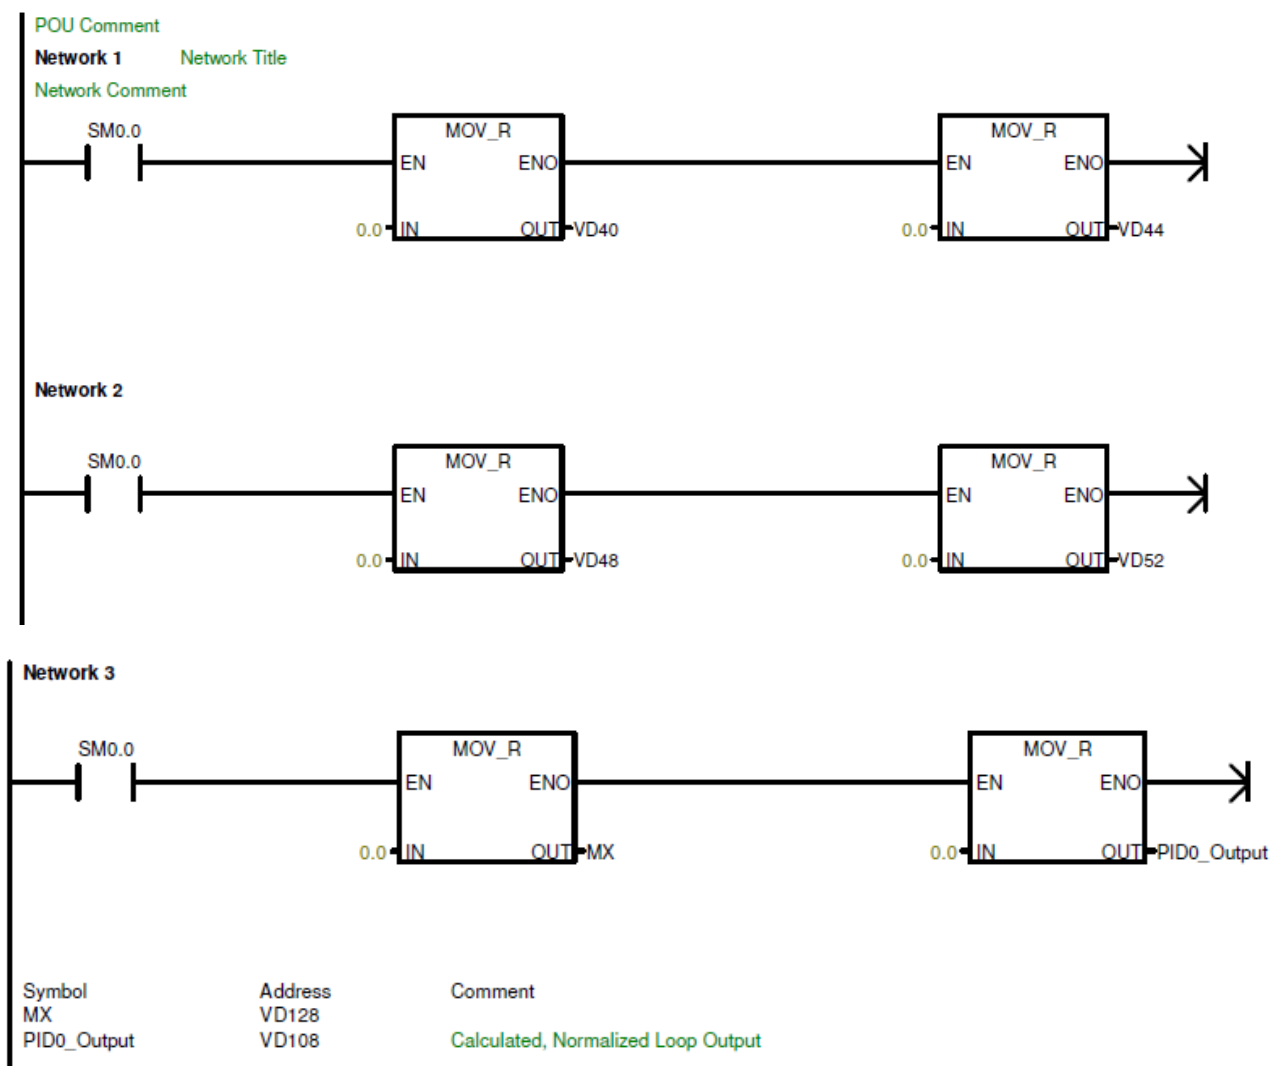 POU Comment
Network 1 Network Title
Network Comment
SM0.0
MOV_R MOV_R
EN ENO EN ENO
0.0 IN OUT VD40 0.0 IN OUT VD44
Network 2
SM0.0
MOV_R MOV_R
EN ENO EN ENO
0.0 IN OUT VD48 0.0 IN OUT VD52
Network 3
SM0.0
MOV_R MOV_R
EN ENO EN ENO
0.0 IN OUT MX 0.0 IN OUT PID0_Output
Symbol Address Comment
MX VD128
PID0_Output VD108 Calculated, Normalized Loop Output